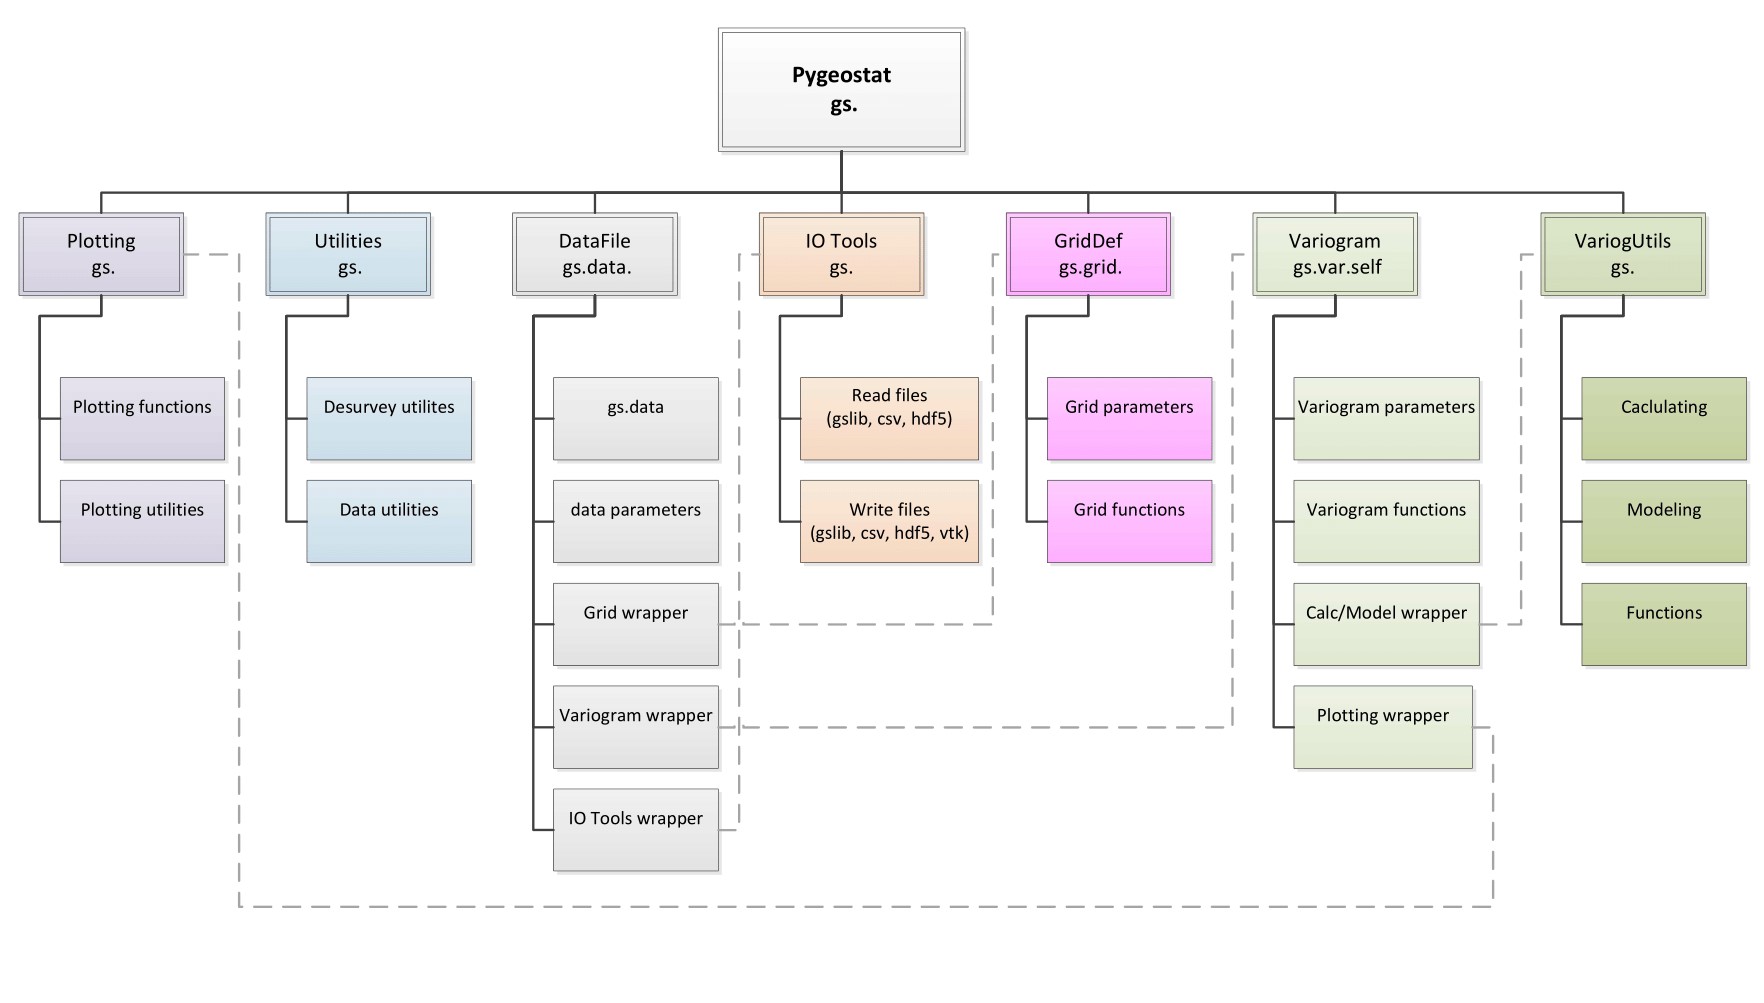 Pygeostat
gs.
Plotting
gs.
Utilities
gs.
DataFile
gs.data.
IO Tools
gs.
GridDef
gs.grid.
Variogram
gs.var.self
VariogUtils
gs.
Plotting functions
Plotting utilities
Desurvey utilites
Data utilities
gs.data
data parameters
Grid wrapper
Variogram wrapper
IO Tools wrapper
Read files
(gslib, csv, hdf5)
Write files
(gslib, csv, hdf5, vtk)
Grid parameters
Grid functions
Variogram parameters
Variogram functions
Calc/Model wrapper
Plotting wrapper
Caclulating
Modeling
Functions